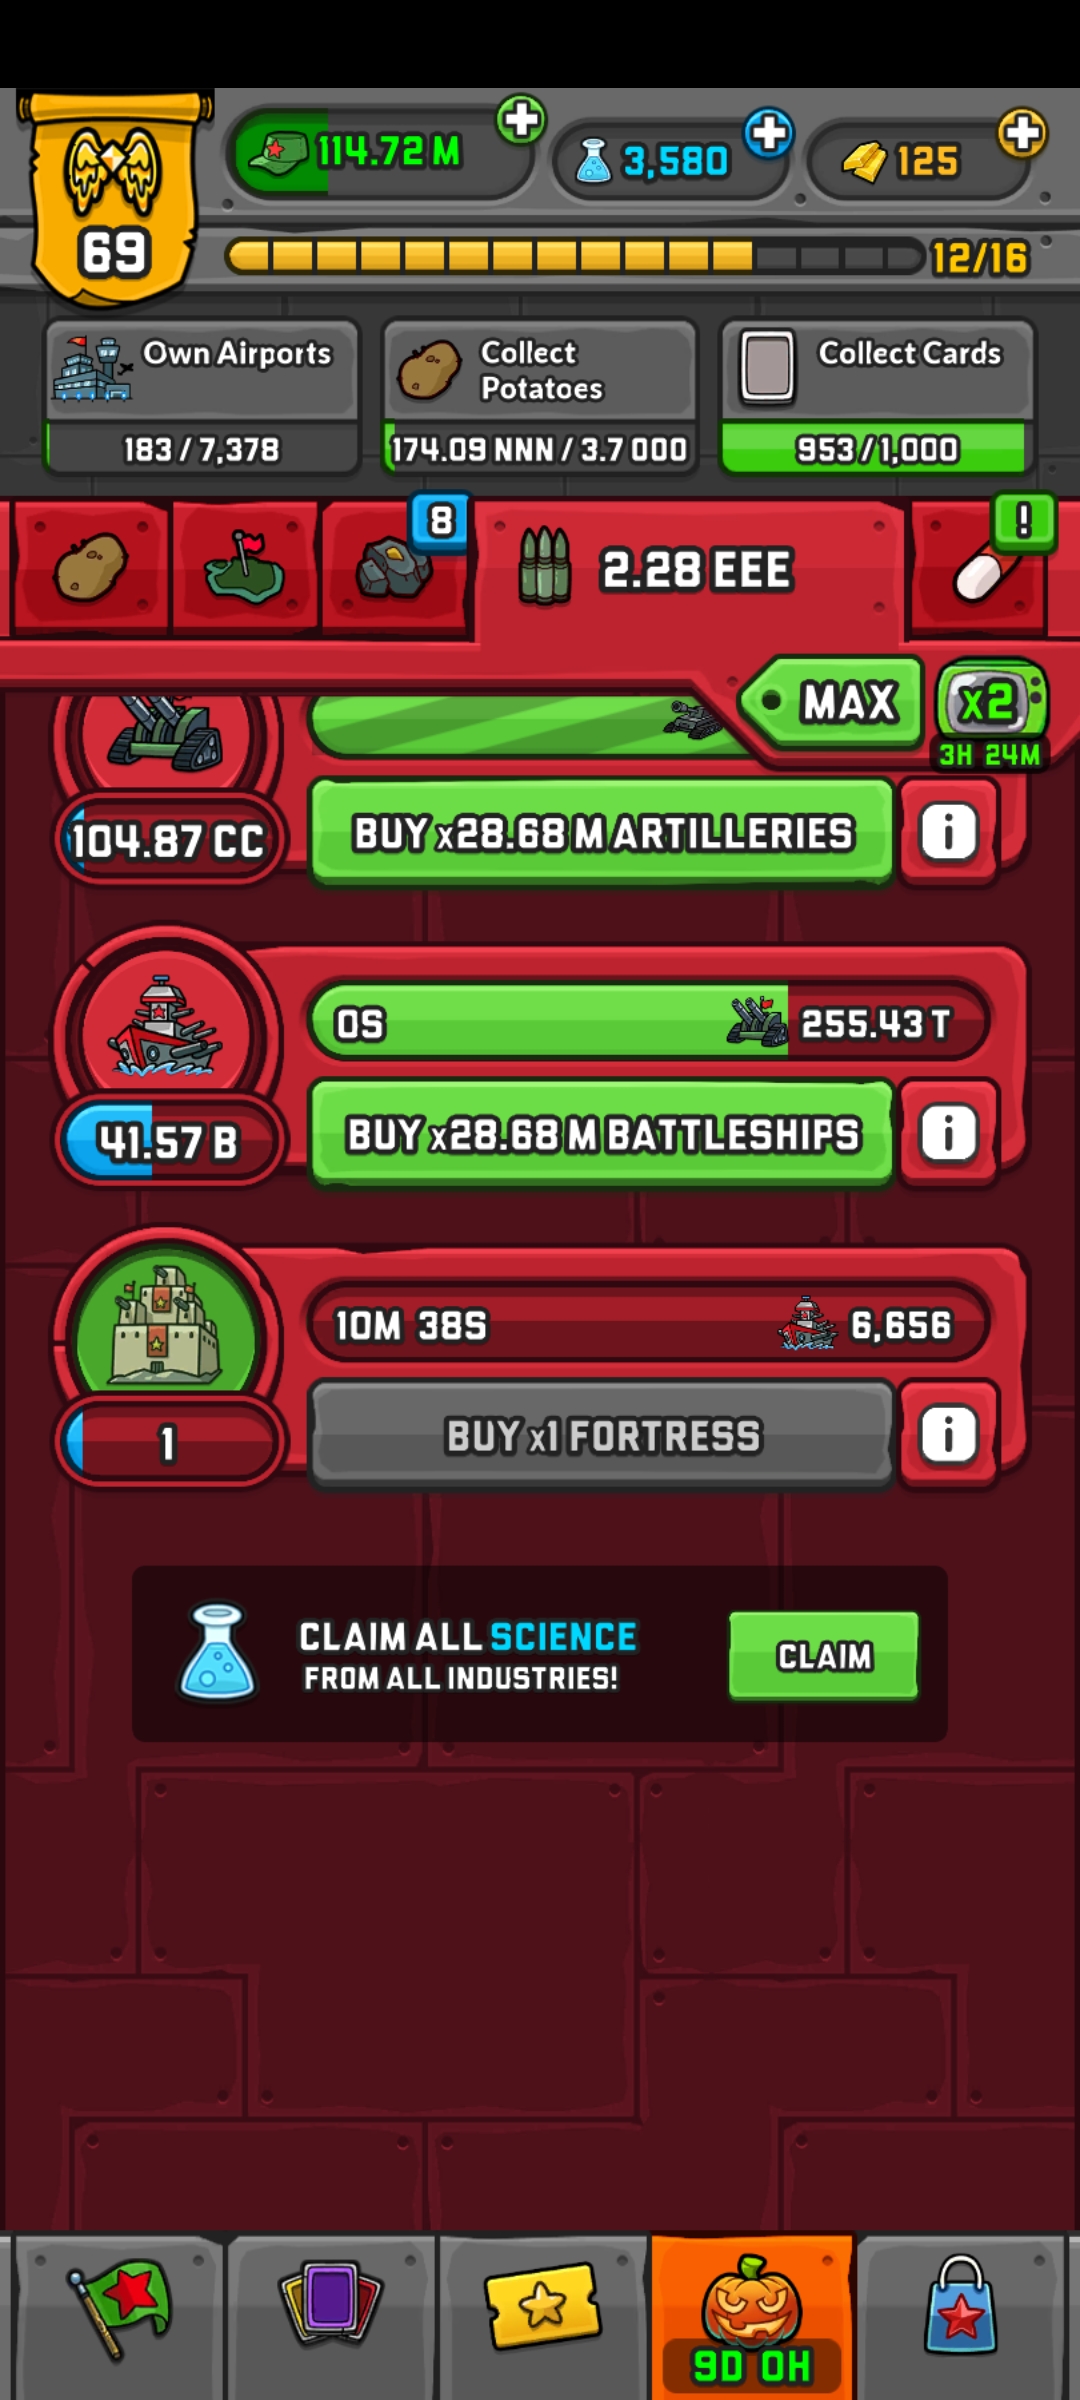 114.72 M
3,580
125
69
12/16
Own Airports
183 / 7,378
Collect
Potatoes
174.09 NNN / 3.7 OOO
Collect Cards
953 / 1,000
8
2.28 EEE
!
MAX
x2
3H 24M
104.87 CC
BUY x28.68 M ARTILLERIES
i
0S
255.43 T
41.57 B
BUY x28.68 M BATTLESHIPS
i
10M 38S
6,656
1
BUY x1 FORTRESS
i
CLAIM ALL SCIENCE
FROM ALL INDUSTRIES!
CLAIM
9D 0H